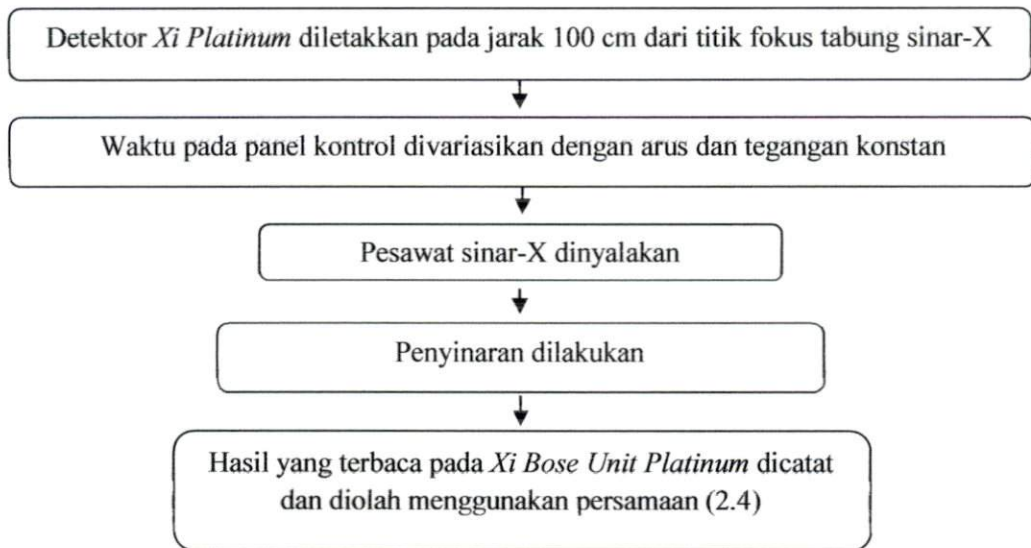 Detektor Xi Platinum diletakkan pada jarak 100 cm dari titik fokus tabung sinar-X
Waktu pada panel kontrol divariasikan dengan arus dan tegangan konstan
Pesawat sinar-X dinyalakan
Penyinaran dilakukan
Hasil yang terbaca pada Xi Bose Unit Platinum dicatat
dan diolah menggunakan persamaan (2.4)